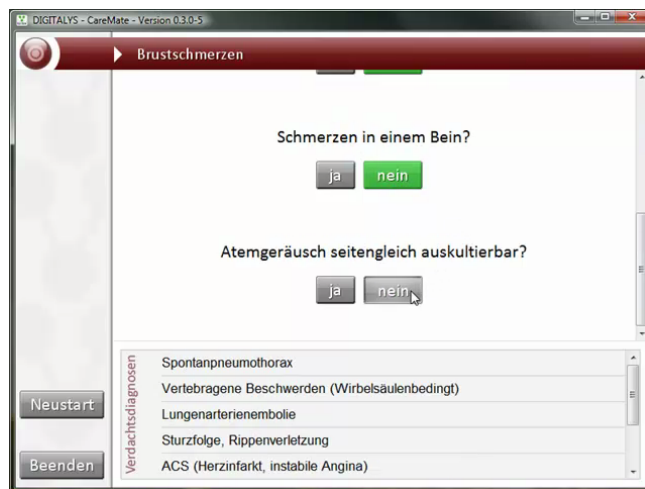 DIGITALYS - CareMate - Version 0.3.0-5
Brustschmerzen
Schmerzen in einem Bein?
ja nein
Atemgeräusch seitengleich auskultierbar?
ja nein
Neustart
Beenden
Verdachtsdiagnosen
Spontanpneumothorax
Vertebragene Beschwerden (Wirbelsäulenbedingt)
Lungenarterienembolie
Sturzfolge, Rippenverletzung
ACS (Herzinfarkt, instabile Angina)